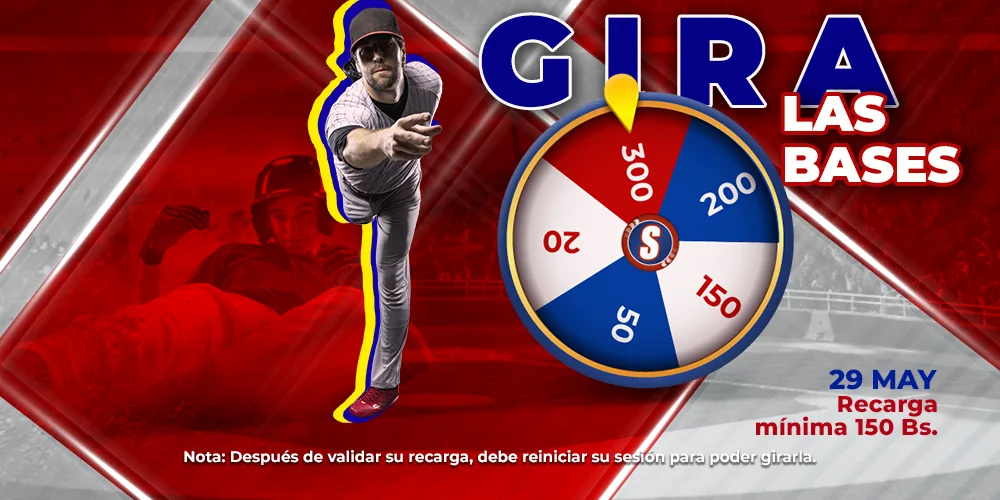 GIRA
LAS
BASES
300
200
150
50
20
S
29 MAY
Recarga
mínima 150 Bs.
Nota: Después de validar su recarga, debe reiniciar su sesión para poder girarla.